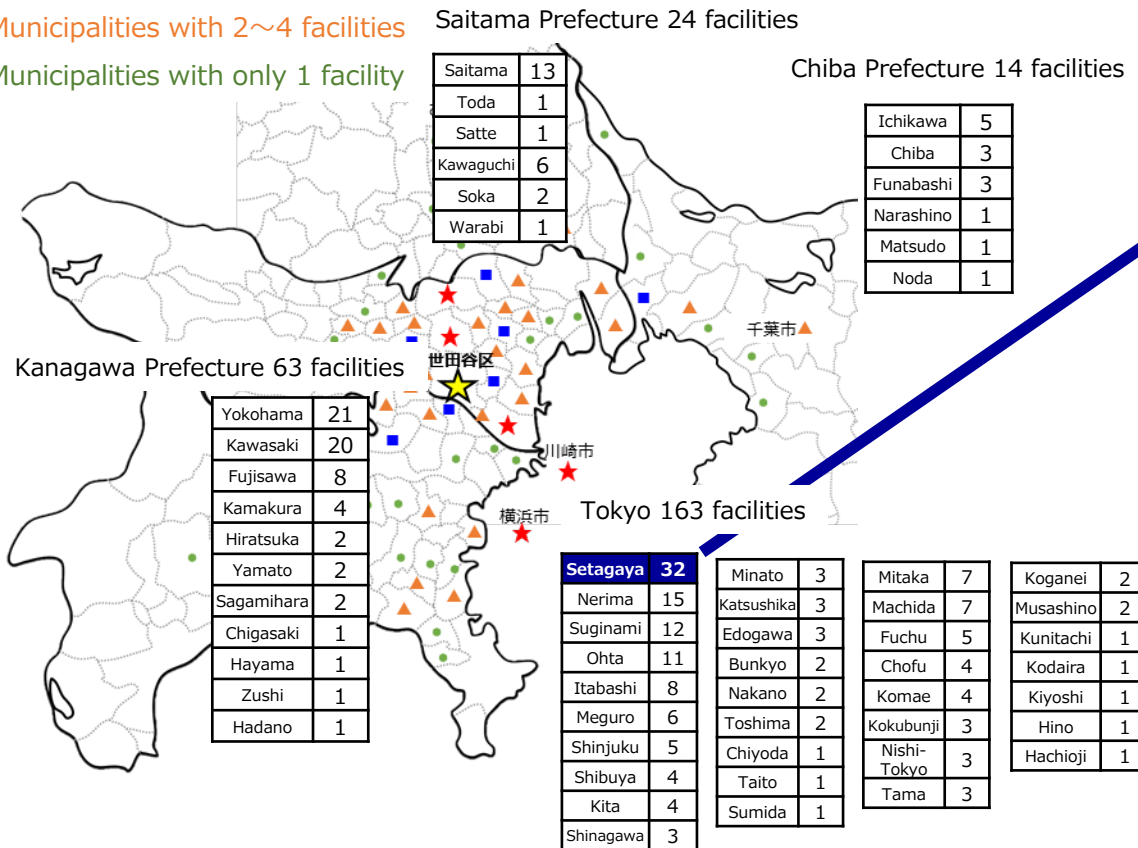 Municipalities with 2～4 facilities
Municipalities with only 1 facility
Saitama Prefecture 24 facilities
Saitama 13
Toda 1
Satte 1
Kawaguchi 6
Soka 2
Warabi 1
Chiba Prefecture 14 facilities
Ichikawa 5
Chiba 3
Funabashi 3
Narashino 1
Matsudo 1
Noda 1
千葉市
世田谷区
川崎市
横浜市
Kanagawa Prefecture 63 facilities
Yokohama 21
Kawasaki 20
Fujisawa 8
Kamakura 4
Hiratsuka 2
Yamato 2
Sagamihara 2
Chigasaki 1
Hayama 1
Zushi 1
Hadano 1
Tokyo 163 facilities
Setagaya 32
Nerima 15
Suginami 12
Ohta 11
Itabashi 8
Meguro 6
Shinjuku 5
Shibuya 4
Kita 4
Shinagawa 3
Minato 3
Katsushika 3
Edogawa 3
Bunkyo 2
Nakano 2
Toshima 2
Chiyoda 1
Taito 1
Sumida 1
Mitaka 7
Machida 7
Fuchu 5
Chofu 4
Komae 4
Kokubunji 3
Nishi-
Tokyo 3
Tama 3
Koganei 2
Musashino 2
Kunitachi 1
Kodaira 1
Kiyoshi 1
Hino 1
Hachioji 1